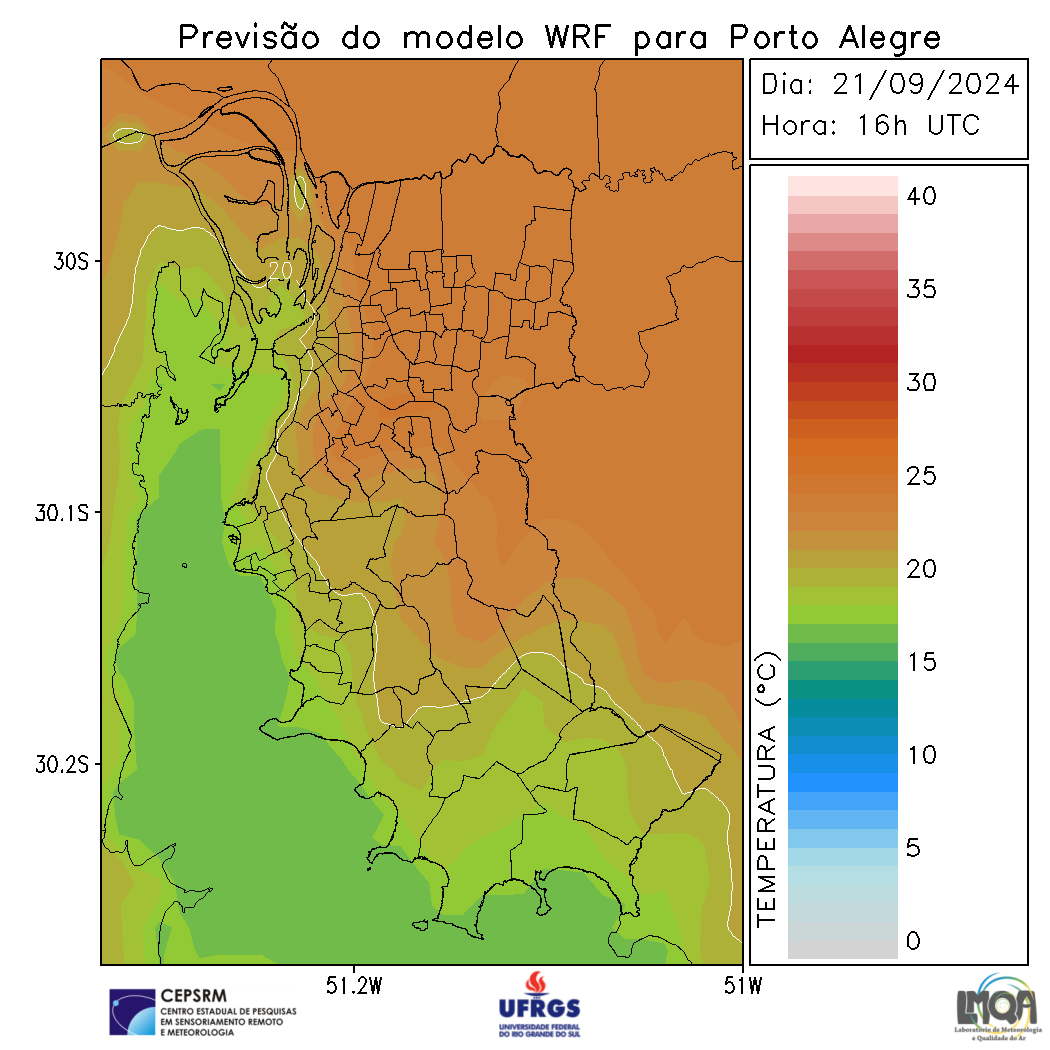 Previsão do modelo WRF para Porto Alegre
Dia: 21/09/2024
Hora: 16h UTC
40
35
30
25
20
15
10
5
0
TEMPERATURA (°C)
20
30S
30.1S
30.2S
51.2W
51W
CEPSRM
CENTRO ESTADUAL DE PESQUISAS
EM SENSORIAMENTO REMOTO
E METEOROLOGIA
UFRGS
UNIVERSIDADE FEDERAL
DO RIO GRANDE DO SUL
LMQA
Laboratório de Meteorologia
e Qualidade do Ar